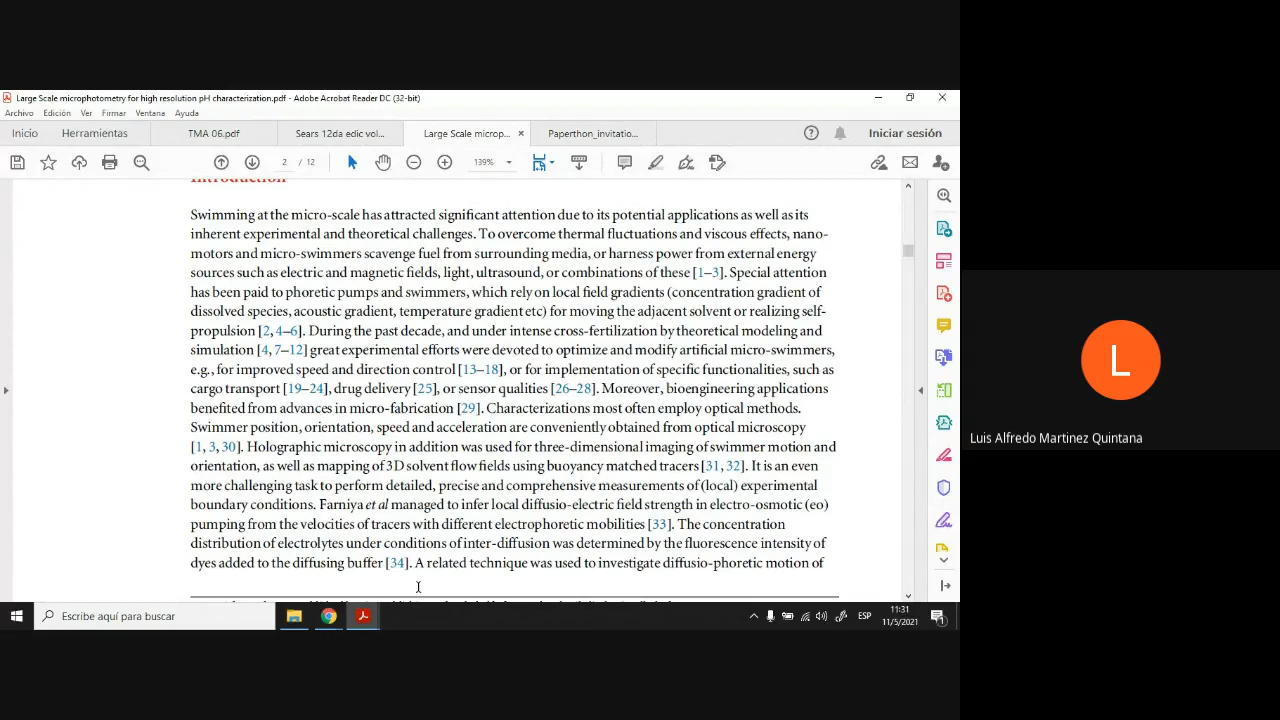 Large Scale microphotometry for high resolution pH characterization.pdf - Adobe Acrobat Reader DC (32-bit)
Archivo Edición Ver Firmar Ventana Ayuda
Inicio Herramientas TMA 06.pdf Sears 12da edic vol... Large Scale microp... × Paperthon_invitatio... Iniciar sesión
2 / 12 139%
Introduction
Swimming at the micro-scale has attracted significant attention due to its potential applications as well as its
inherent experimental and theoretical challenges. To overcome thermal fluctuations and viscous effects, nano-
motors and micro-swimmers scavenge fuel from surrounding media, or harness power from external energy
sources such as electric and magnetic fields, light, ultrasound, or combinations of these [1–3]. Special attention
has been paid to phoretic pumps and swimmers, which rely on local field gradients (concentration gradient of
dissolved species, acoustic gradient, temperature gradient etc) for moving the adjacent solvent or realizing self-
propulsion [2, 4–6]. During the past decade, and under intense cross-fertilization by theoretical modeling and
simulation [4, 7–12] great experimental efforts were devoted to optimize and modify artificial micro-swimmers,
e.g., for improved speed and direction control [13–18], or for implementation of specific functionalities, such as
cargo transport [19–24], drug delivery [25], or sensor qualities [26–28]. Moreover, bioengineering applications
benefited from advances in micro-fabrication [29]. Characterizations most often employ optical methods.
Swimmer position, orientation, speed and acceleration are conveniently obtained from optical microscopy
[1, 3, 30]. Holographic microscopy in addition was used for three-dimensional imaging of swimmer motion and
orientation, as well as mapping of 3D solvent flow fields using buoyancy matched tracers [31, 32]. It is an even
more challenging task to perform detailed, precise and comprehensive measurements of (local) experimental
boundary conditions. Farniya et al managed to infer local diffusio-electric field strength in electro-osmotic (eo)
pumping from the velocities of tracers with different electrophoretic mobilities [33]. The concentration
distribution of electrolytes under conditions of inter-diffusion was determined by the fluorescence intensity of
dyes added to the diffusing buffer [34]. A related technique was used to investigate diffusio-phoretic motion of
Escribe aquí para buscar
ESP
11:31
11/5/2021
1
L
Luis Alfredo Martinez Quintana